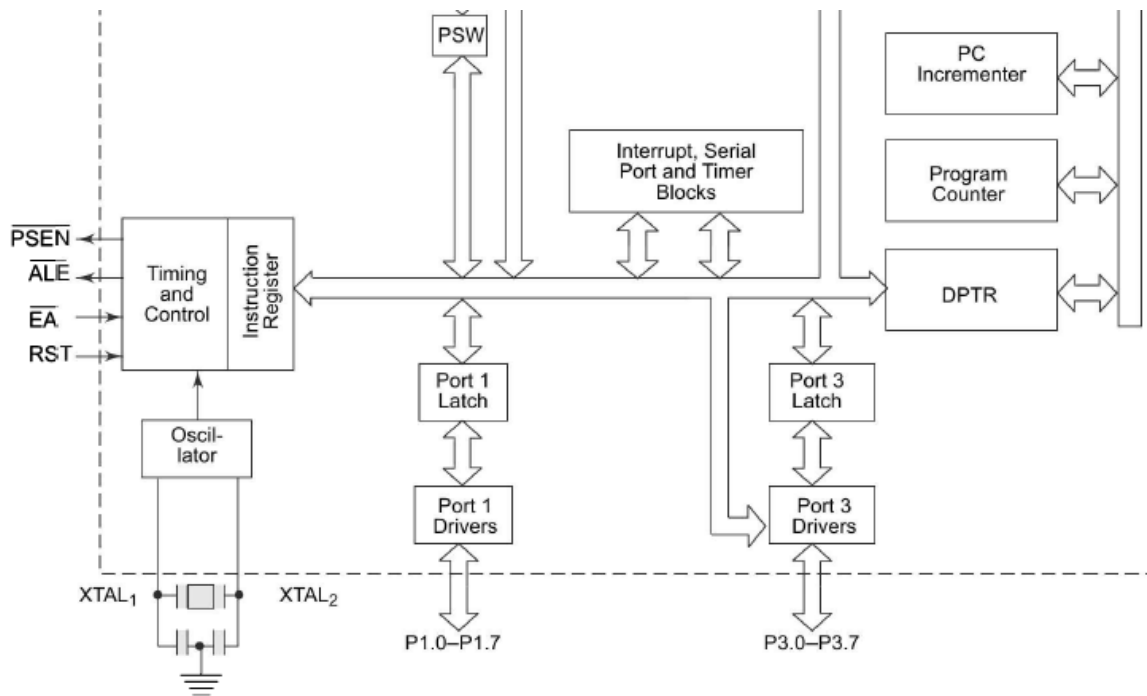 PSW
PC
Incrementer
Interrupt, Serial
Port and Timer
Blocks
Program
Counter
PSEN
ALE
EA
RST
Timing
and
Control
Instruction
Register
DPTR
Port 1
Latch
Port 3
Latch
Oscil-
lator
Port 1
Drivers
Port 3
Drivers
XTAL₁
XTAL₂
P1.0–P1.7
P3.0–P3.7